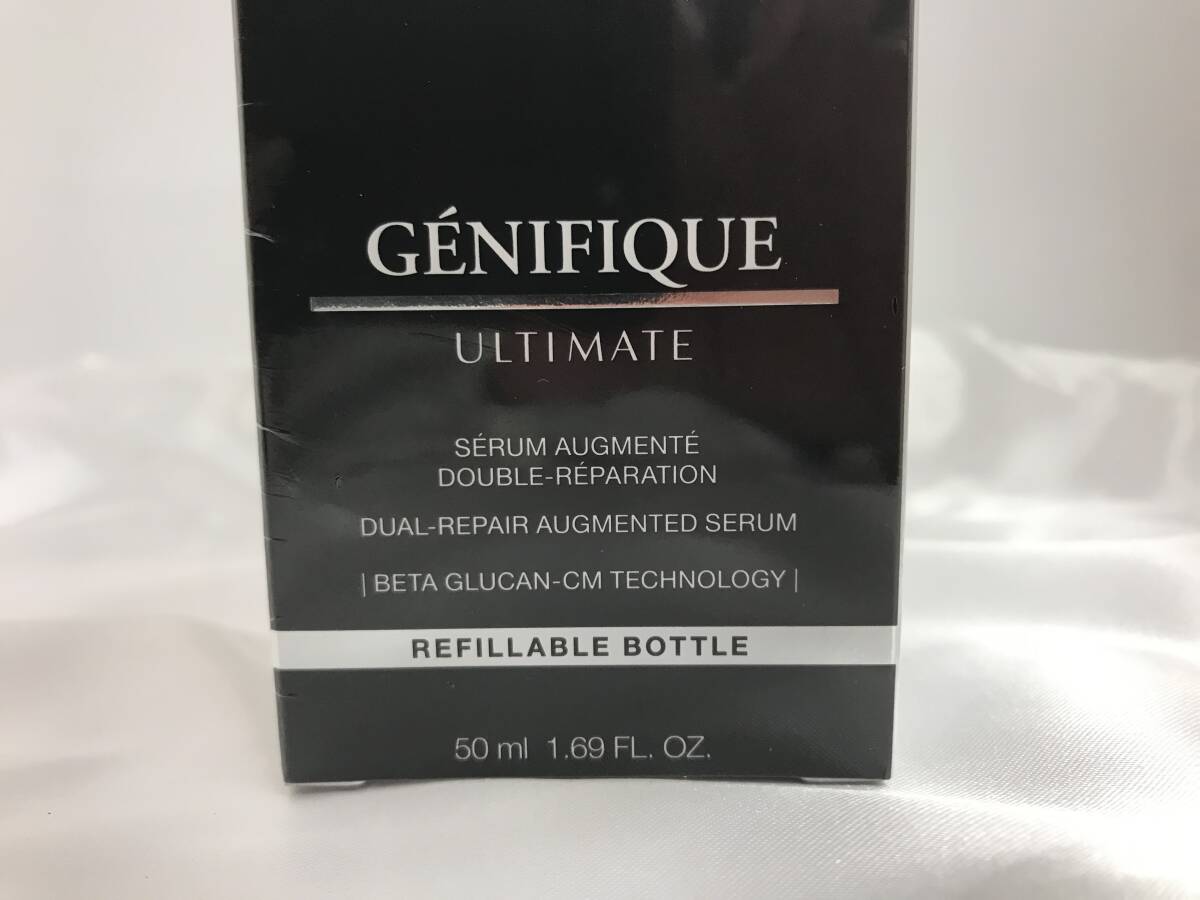 GÉNIFIQUE
ULTIMATE
SÉRUM AUGMENTÉ
DOUBLE-RÉPARATION
DUAL-REPAIR AUGMENTED SERUM
| BETA GLUCAN-CM TECHNOLOGY |
REFILLABLE BOTTLE
50 ml 1.69 FL. OZ.